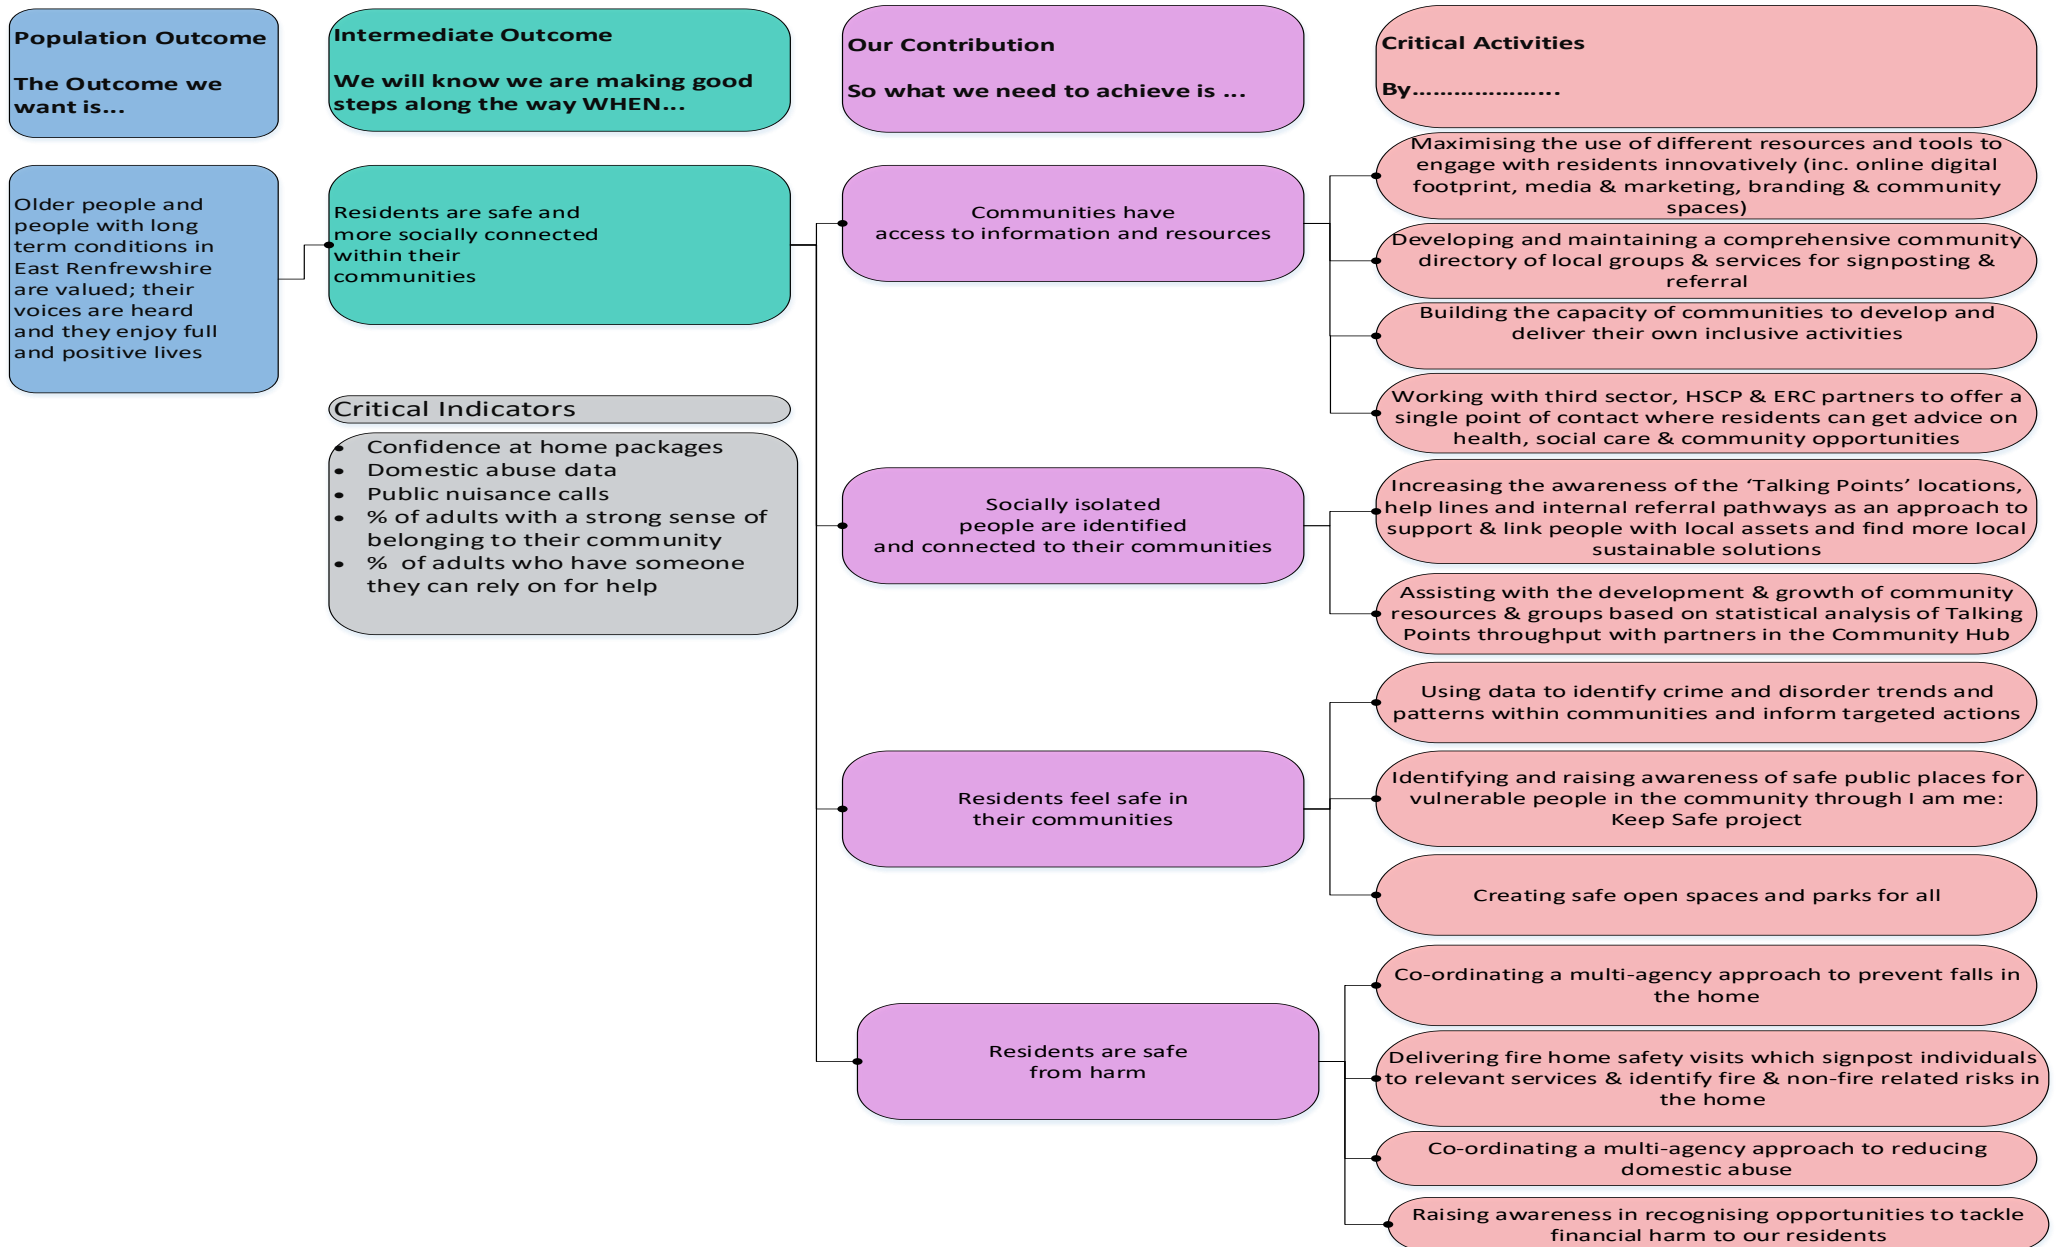 Population Outcome
The Outcome we
want is...
Intermediate Outcome
We will know we are making good
steps along the way WHEN...
Our Contribution
So what we need to achieve is ...
Critical Activities
By.....................
Older people and
people with long
term conditions in
East Renfrewshire
are valued; their
voices are heard
and they enjoy full
and positive lives
Residents are safe and
more socially connected
within their
communities
Critical Indicators
• Confidence at home packages
• Domestic abuse data
• Public nuisance calls
• % of adults with a strong sense of
belonging to their community
• %  of adults who have someone
they can rely on for help
Communities have
access to information and resources
Maximising the use of different resources and tools to
engage with residents innovatively (inc. online digital
footprint, media & marketing, branding & community
spaces)
Developing and maintaining a comprehensive community
directory of local groups & services for signposting &
referral
Building the capacity of communities to develop and
deliver their own inclusive activities
Working with third sector, HSCP & ERC partners to offer a
single point of contact where residents can get advice on
health, social care & community opportunities
Socially isolated
people are identified
and connected to their communities
Increasing the awareness of the ‘Talking Points’ locations,
help lines and internal referral pathways as an approach to
support & link people with local assets and find more local
sustainable solutions
Assisting with the development & growth of community
resources & groups based on statistical analysis of Talking
Points throughput with partners in the Community Hub
Residents feel safe in
their communities
Using data to identify crime and disorder trends and
patterns within communities and inform targeted actions
Identifying and raising awareness of safe public places for
vulnerable people in the community through I am me:
Keep Safe project
Creating safe open spaces and parks for all
Residents are safe
from harm
Co-ordinating a multi-agency approach to prevent falls in
the home
Delivering fire home safety visits which signpost individuals
to relevant services & identify fire & non-fire related risks in
the home
Co-ordinating a multi-agency approach to reducing
domestic abuse
Raising awareness in recognising opportunities to tackle
financial harm to our residents